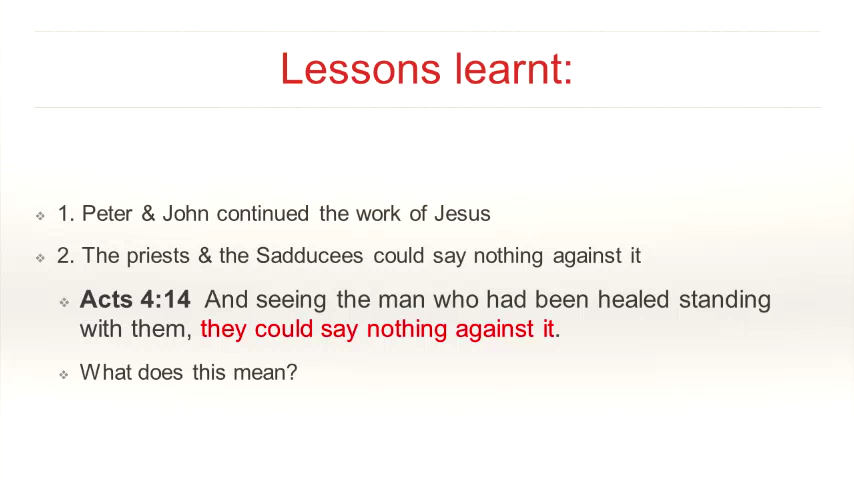 Lessons learnt:
1. Peter & John continued the work of Jesus
2. The priests & the Sadducees could say nothing against it
Acts 4:14 And seeing the man who had been healed standing
with them, they could say nothing against it.
What does this mean?